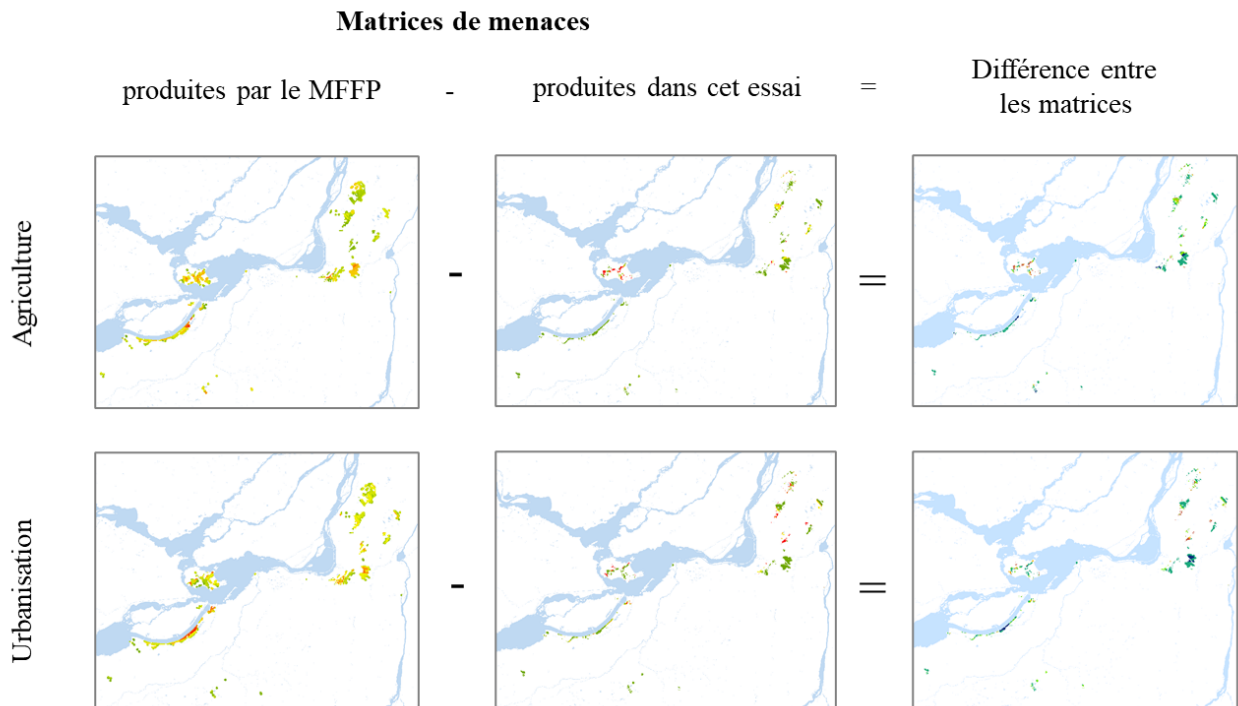 Matrices de menaces
produites par le MFFP - produites dans cet essai = Différence entre
les matrices
Agriculture
- =
Urbanisation
- =